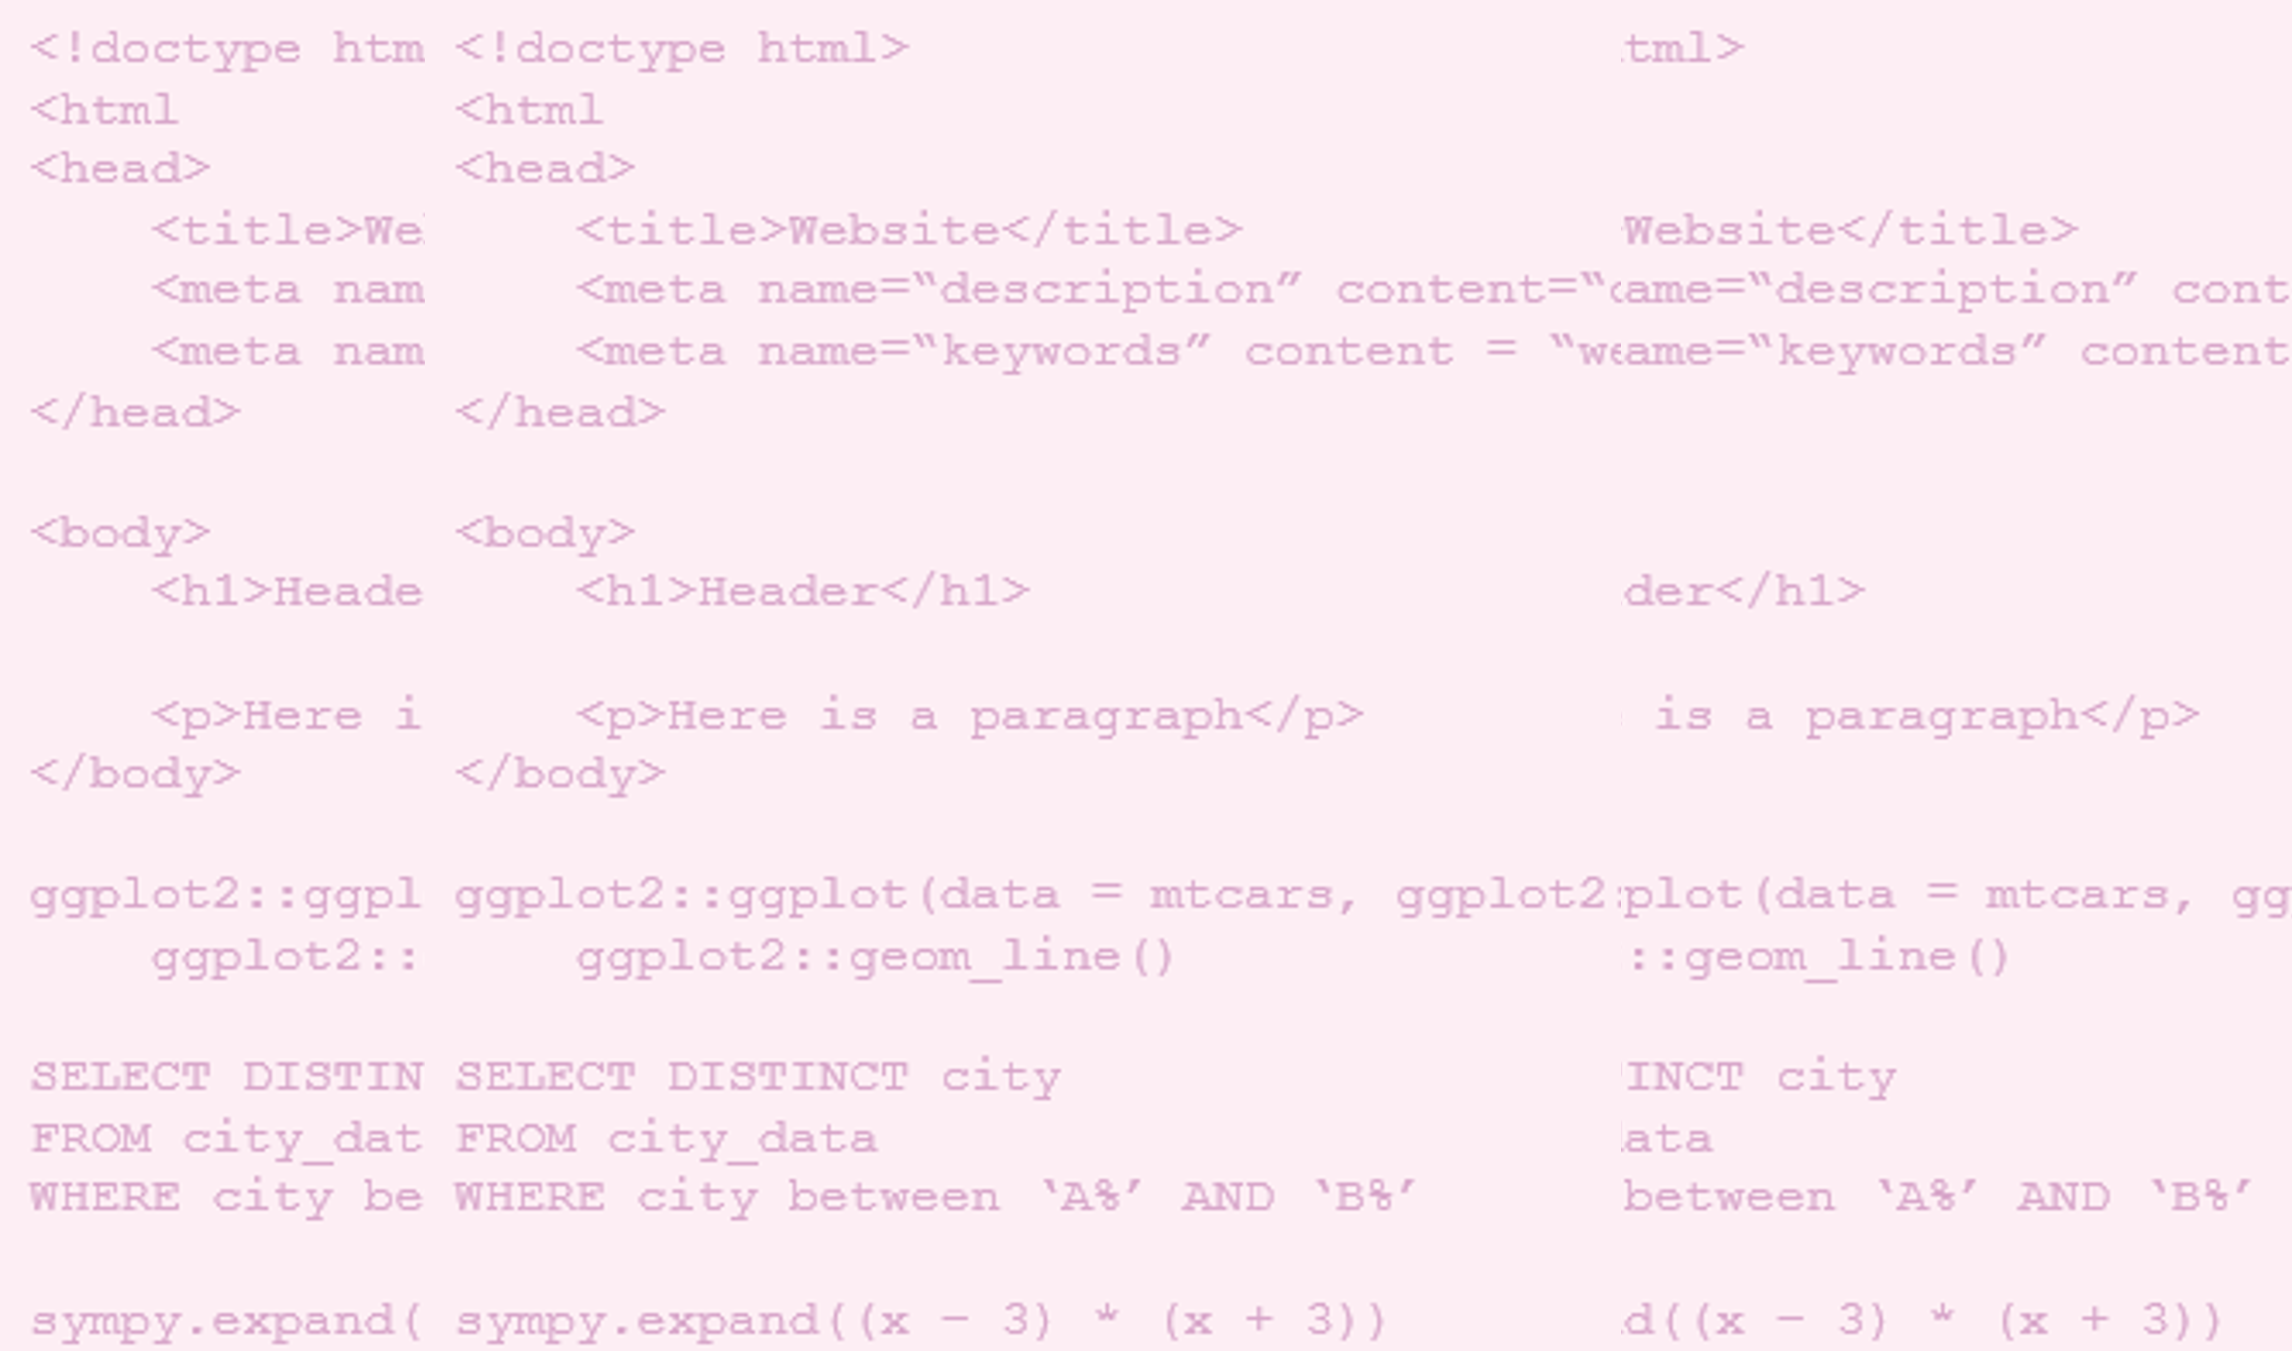 <!doctype htm <!doctype html> tml>
<html <html
<head> <head>
<title>We <title>Website</title> Website</title>
<meta nam <meta name=“description” content=“ ame=“description” cont
<meta nam <meta name=“keywords” content = “we ame=“keywords” content
</head> </head>
<body> <body>
<h1>Heade <h1>Header</h1> der</h1>
<p>Here i <p>Here is a paragraph</p> is a paragraph</p>
</body> </body>
ggplot2::ggpl ggplot2::ggplot(data = mtcars, ggplot2: plot(data = mtcars, gg
ggplot2:: ggplot2::geom_line() ::geom_line()
SELECT DISTIN SELECT DISTINCT city INCT city
FROM city_dat FROM city_data ata
WHERE city be WHERE city between ‘A%’ AND ‘B%’ between ‘A%’ AND ‘B%’
sympy.expand( sympy.expand((x - 3) * (x + 3)) d((x - 3) * (x + 3))